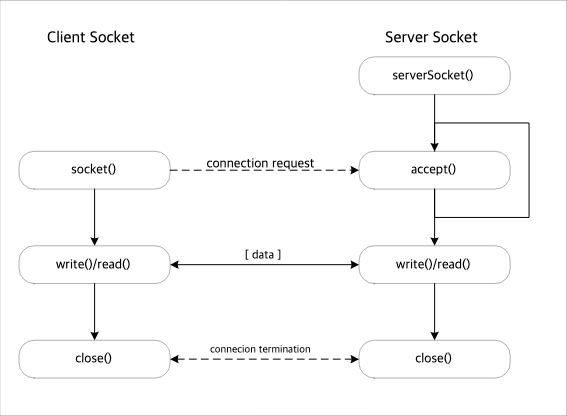 Client Socket
Server Socket
serverSocket()
socket()
connection request
accept()
write()/read()
[ data ]
write()/read()
close()
connecion termination
close()